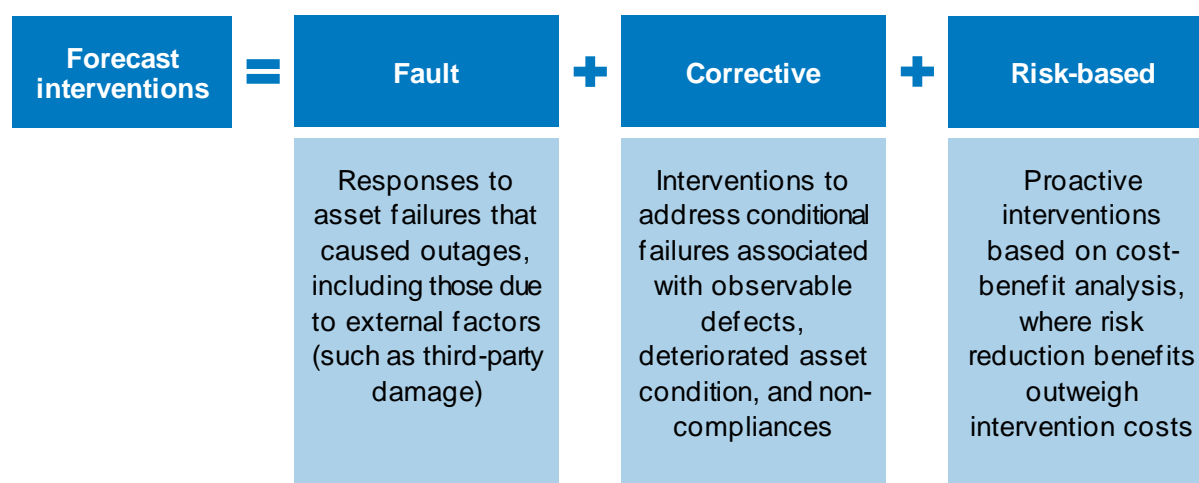 Forecast
interventions
=
Fault
+
Corrective
+
Risk-based
Responses to
asset failures that
caused outages,
including those due
to external factors
(such as third-party
damage)
Interventions to
address conditional
failures associated
with observable
defects,
deteriorated asset
condition, and non-
compliances
Proactive
interventions
based on cost-
benefit analysis,
where risk
reduction benefits
outweigh
intervention costs